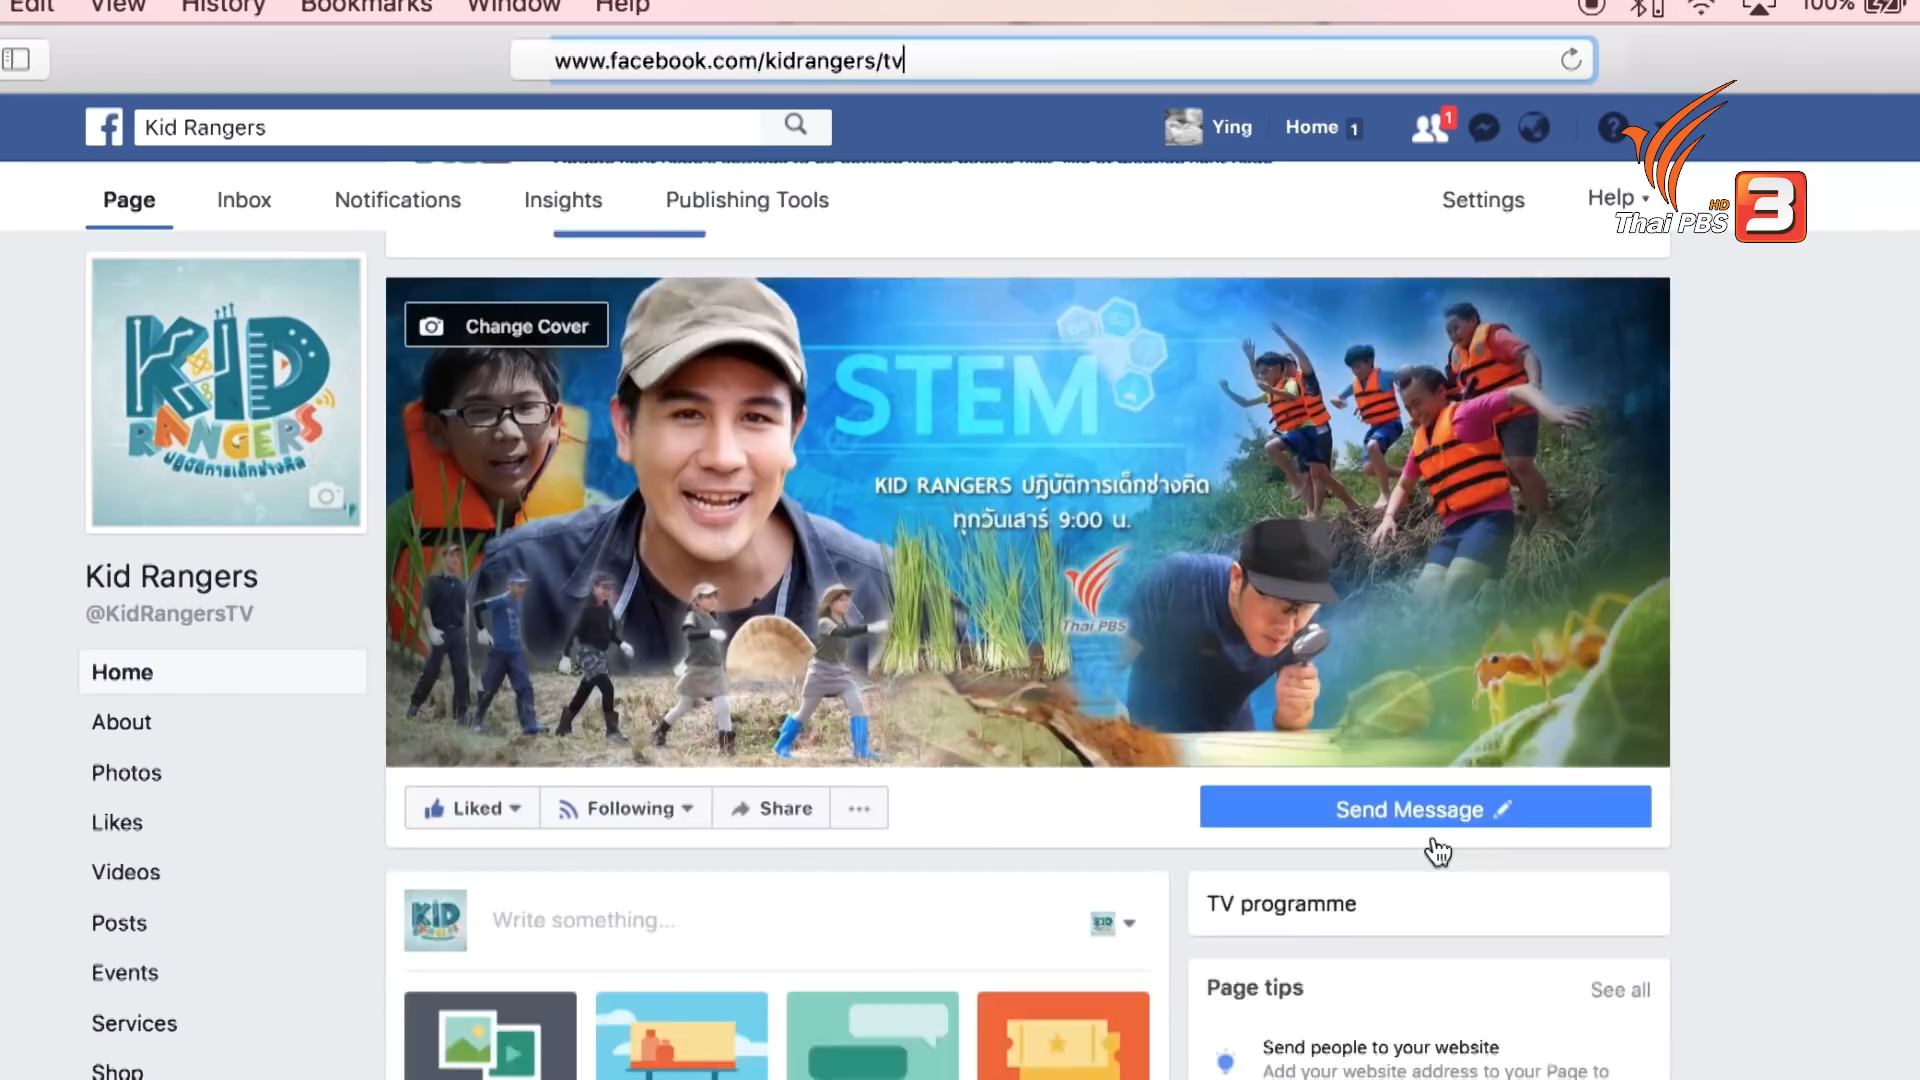 Edit View History Bookmarks Window Help 100%
www.facebook.com/kidrangers/tv
Kid Rangers
Ying Home 1
1
?
Page Inbox Notifications Insights Publishing Tools Settings Help
HD
Thai PBS 3
Change Cover
KID
RANGERS
ปฏิบัติการเด็กช่างคิด
STEM
KID RANGERS ปฏิบัติการเด็กช่างคิด
ทุกวันเสาร์ 9:00 น.
Thai PBS
Kid Rangers
@KidRangersTV
Home
About
Photos
Likes
Videos
Posts
Events
Services
Shop
Liked Following Share ...
Send Message
KID
RANGERS
Write something...
KID
TV programme
Page tips See all
Send people to your website
Add your website address to your Page to